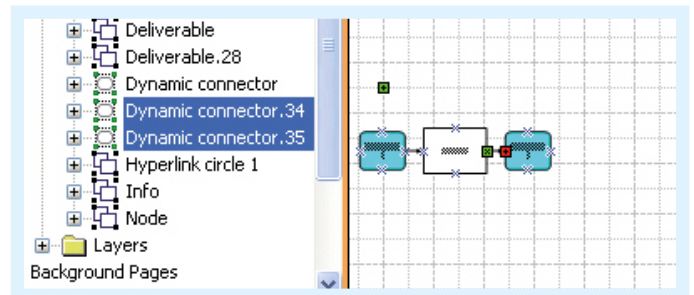 Deliverable
Deliverable.28
Dynamic connector
Dynamic connector.34
Dynamic connector.35
Hyperlink circle 1
Info
Node
Layers
Background Pages